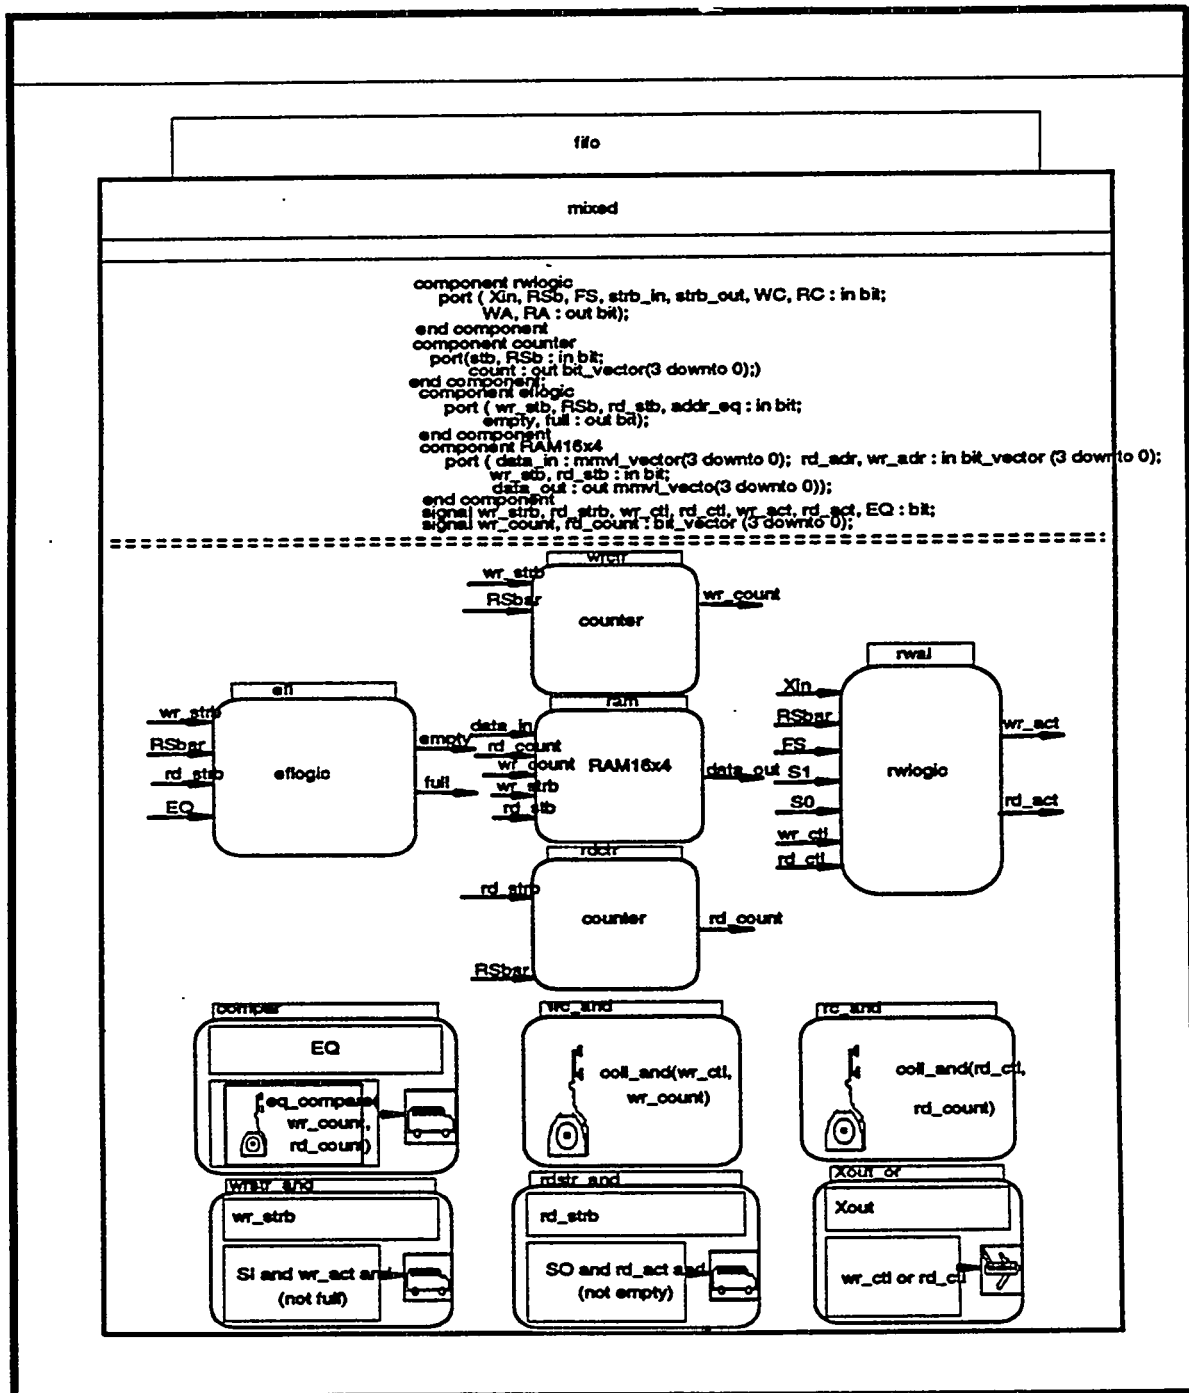 fifo
mixed
component rwlogic
port ( Xin, RSb, FS, strb_in, strb_out, WC, RC : in bit;
WA, RA : out bit);
end component
component counter
port(stb, RSb : in bit;
count : out bit_vector(3 downto 0);)
end component;
component eflogic
port ( wr_stb, RSb, rd_stb, addr_eq : in bit;
empty, full : out bit);
end component
component RAM16x4
port ( data_in : mmvl_vector(3 downto 0); rd_adr, wr_adr : in bit_vector (3 downto 0);
wr_stb, rd_stb : in bit;
data_out : out mmvl_vecto(3 downto 0));
end component
signal wr_strb, rd_strb, wr_ctl, rd_ctl, wr_act, rd_act, EQ : bit;
signal wr_count, rd_count : bit_vector (3 downto 0);
wrctr
wr_strb
RSbar
counter
wr_count
efl
wr_strb
RSbar
rd_strb
EQ
eflogic
empty
full
ram
data_in
rd_count
wr_count
wr_strb
rd_stb
RAM16x4
data_out
rwal
Xin
RSbar
FS
S1
S0
wr_ctl
rd_ctl
rwlogic
wr_act
rd_act
rdctr
rd_strb
RSbar
counter
rd_count
compar
EQ
eq_compare(
wr_count,
rd_count)
wc_and
coll_and(wr_ctl,
wr_count)
rc_and
coll_and(rd_ctl,
rd_count)
wrstr_and
wr_strb
SI and wr_act and
(not full)
rdstr_and
rd_strb
SO and rd_act and
(not empty)
Xout_or
Xout
wr_ctl or rd_ctl